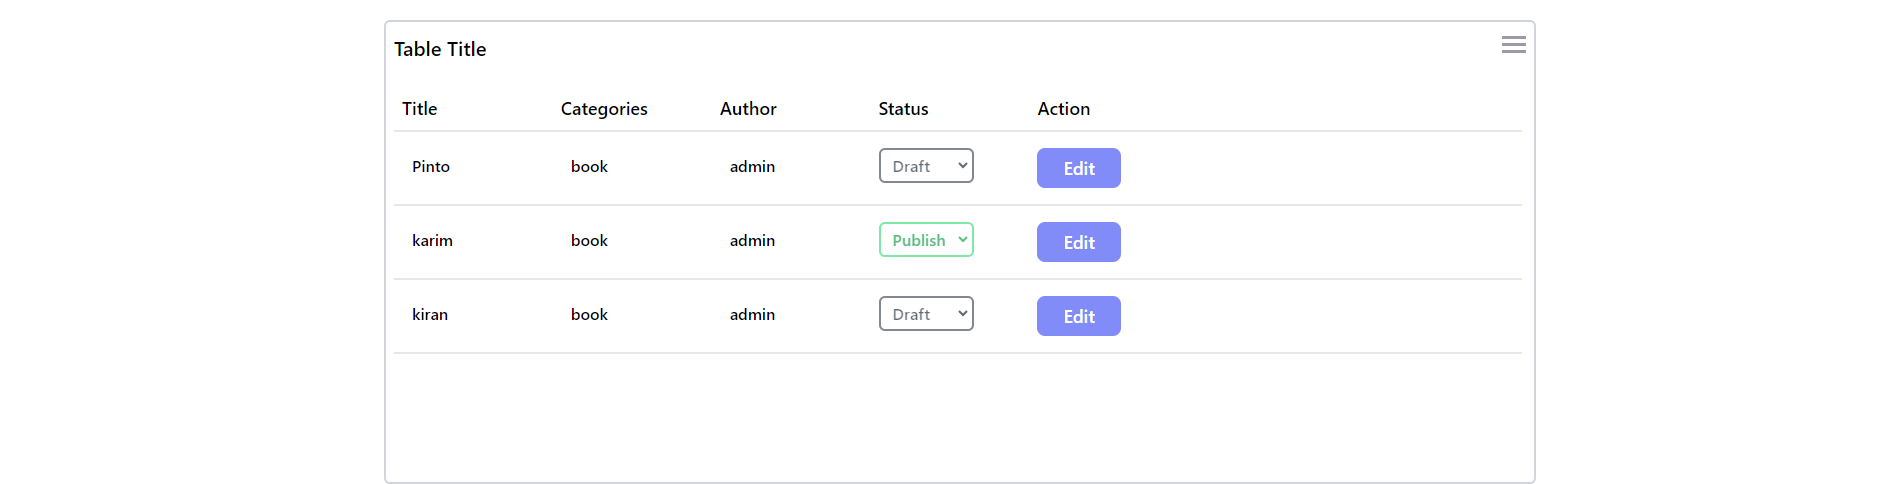 Table Title
Title Categories Author Status Action
Pinto book admin Draft Edit
karim book admin Publish Edit
kiran book admin Draft Edit